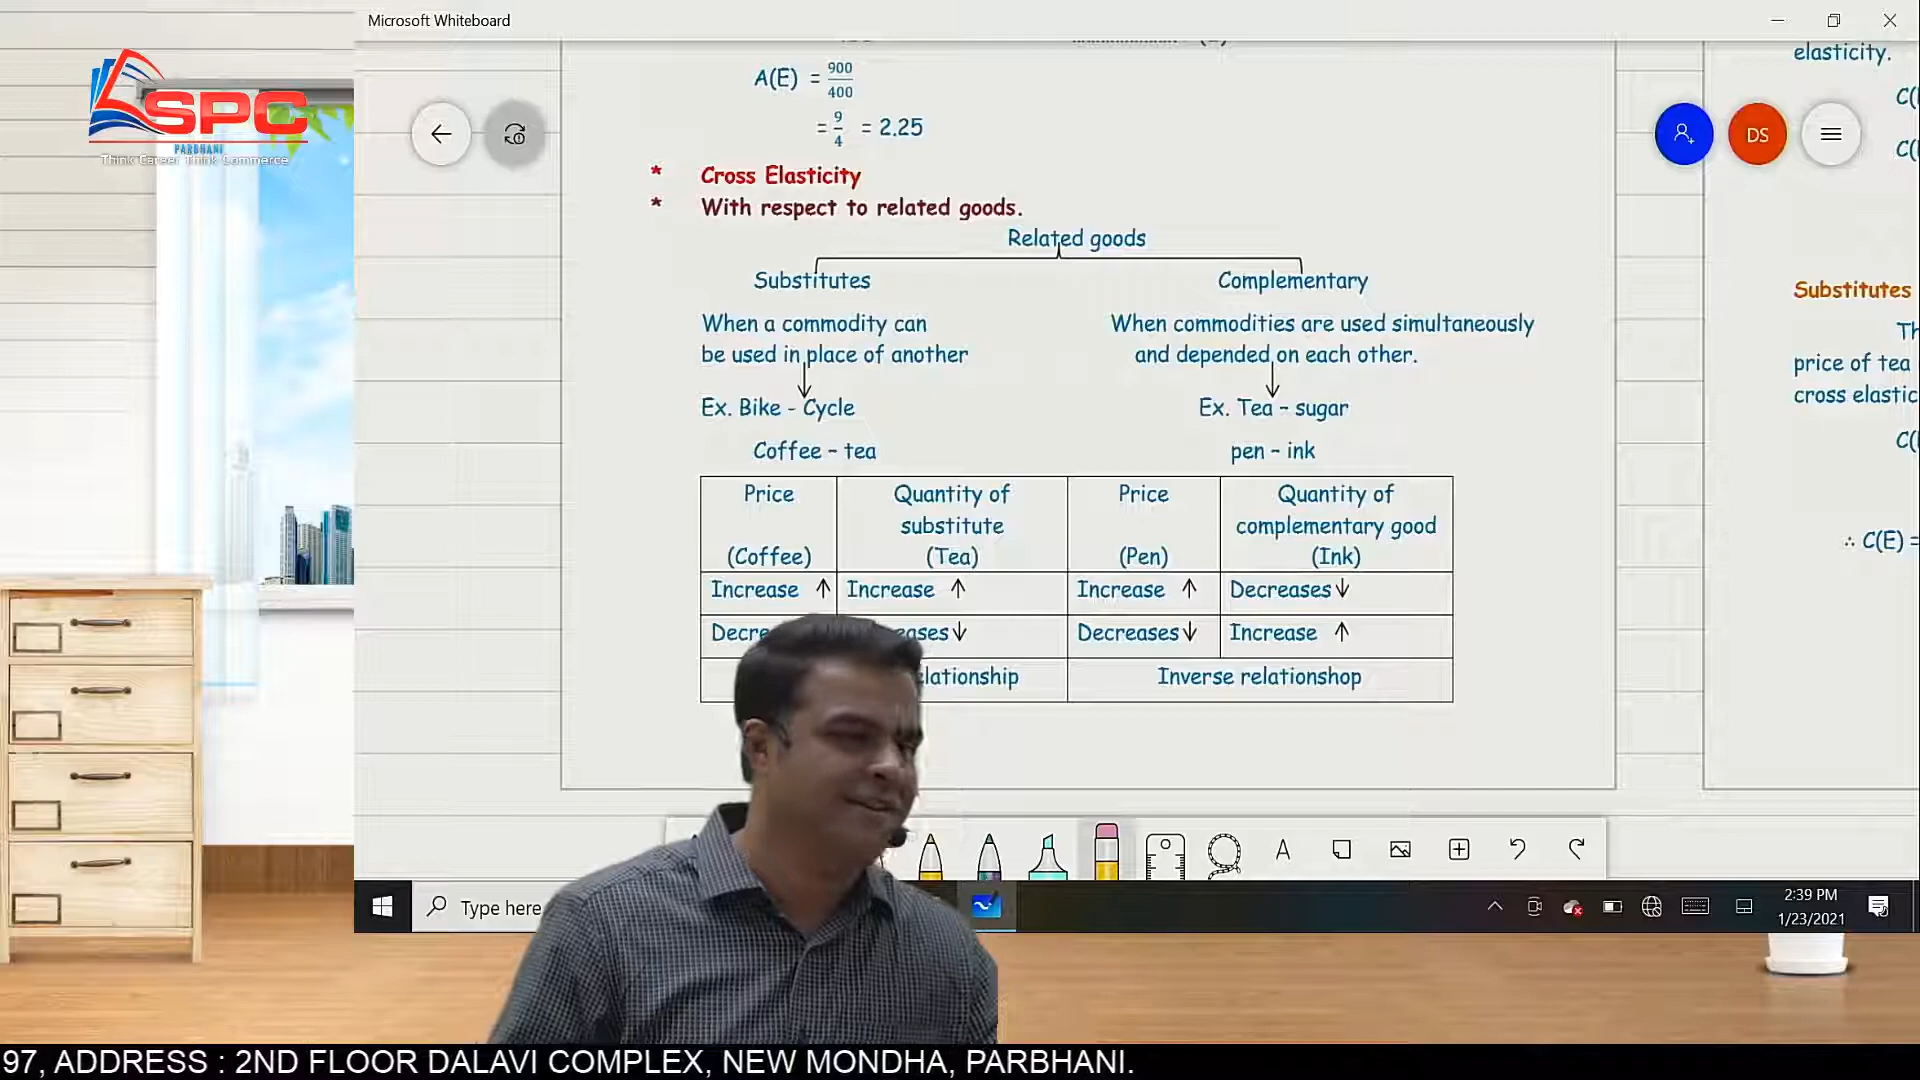 Microsoft Whiteboard
SPC
PARBHANI
Think Career Think Commerce
A(E) = 900/400
= 9/4 = 2.25
* Cross Elasticity
* With respect to related goods.
Related goods
Substitutes Complementary
When a commodity can
be used in place of another
When commodities are used simultaneously
and depended on each other.
Ex. Bike - Cycle
Coffee - tea
Ex. Tea - sugar
pen - ink
Price (Coffee) Quantity of substitute (Tea) Price (Pen) Quantity of complementary good (Ink)
Increase ↑ Increase ↑ Increase ↑ Decreases ↓
Decreases ↓ Increase ↑
Inverse relationshop
DS
elasticity.
Substitutes
price of tea
∴ C(E) =
Type here
2:39 PM
1/23/2021
97, ADDRESS : 2ND FLOOR DALAVI COMPLEX, NEW MONDHA, PARBHANI.